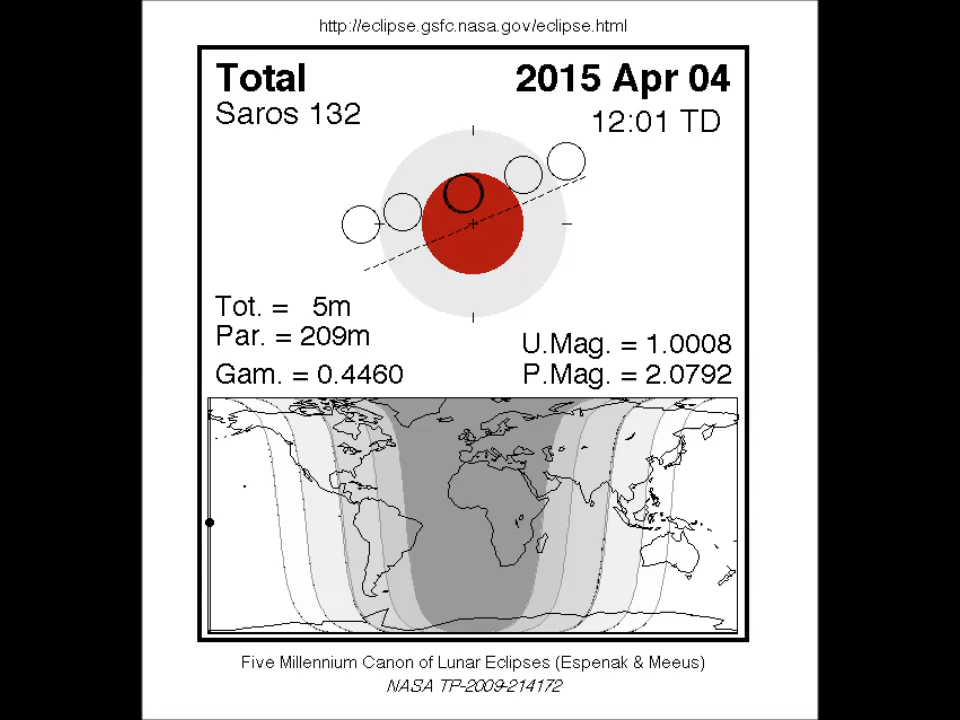 http://eclipse.gsfc.nasa.gov/eclipse.html
Total 2015 Apr 04
Saros 132 12:01 TD
Tot. = 5m
Par. = 209m
U.Mag. = 1.0008
Gam. = 0.4460
P.Mag. = 2.0792
Five Millennium Canon of Lunar Eclipses (Espenak & Meeus)
NASA TP-2009-214172